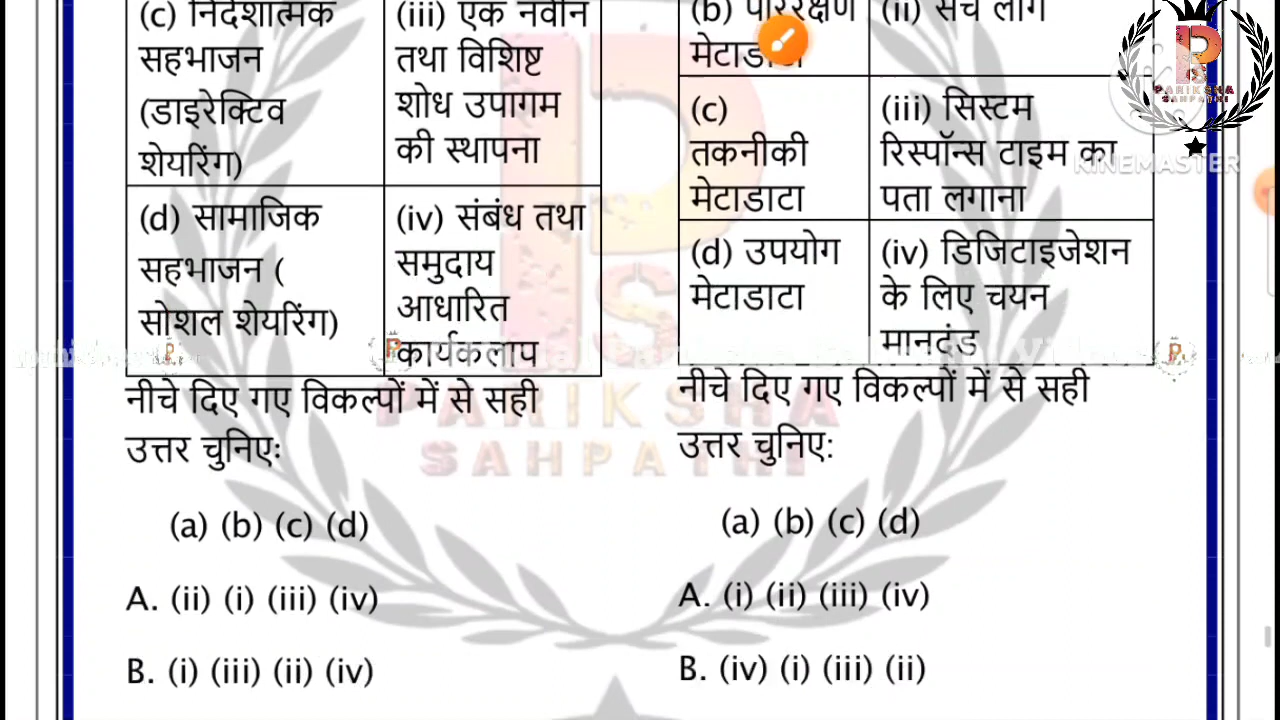 (c) निर्देशात्मक
सहभाजन
(डाइरेक्टिव
शेयरिंग)
(iii) एक नवीन
तथा विशिष्ट
शोध उपागम
की स्थापना
(d) सामाजिक
सहभाजन (
सोशल शेयरिंग)
(iv) संबंध तथा
समुदाय
आधारित
कार्यकलाप
नीचे दिए गए विकल्पों में से सही
उत्तर चुनिएः
(a) (b) (c) (d)
A. (ii) (i) (iii) (iv)
B. (i) (iii) (ii) (iv)
(b) परिरक्षण
मेटाडाटा
(ii) सर्च लॉग
(c)
तकनीकी
मेटाडाटा
(iii) सिस्टम
रिस्पॉन्स टाइम का
पता लगाना
(d) उपयोग
मेटाडाटा
(iv) डिजिटाइजेशन
के लिए चयन
मानदंड
नीचे दिए गए विकल्पों में से सही
उत्तर चुनिए:
(a) (b) (c) (d)
A. (i) (ii) (iii) (iv)
B. (iv) (i) (iii) (ii)
PARIKSHA
SAHPATHI
PARIKSHA
SAHPATHI
KINEMASTER